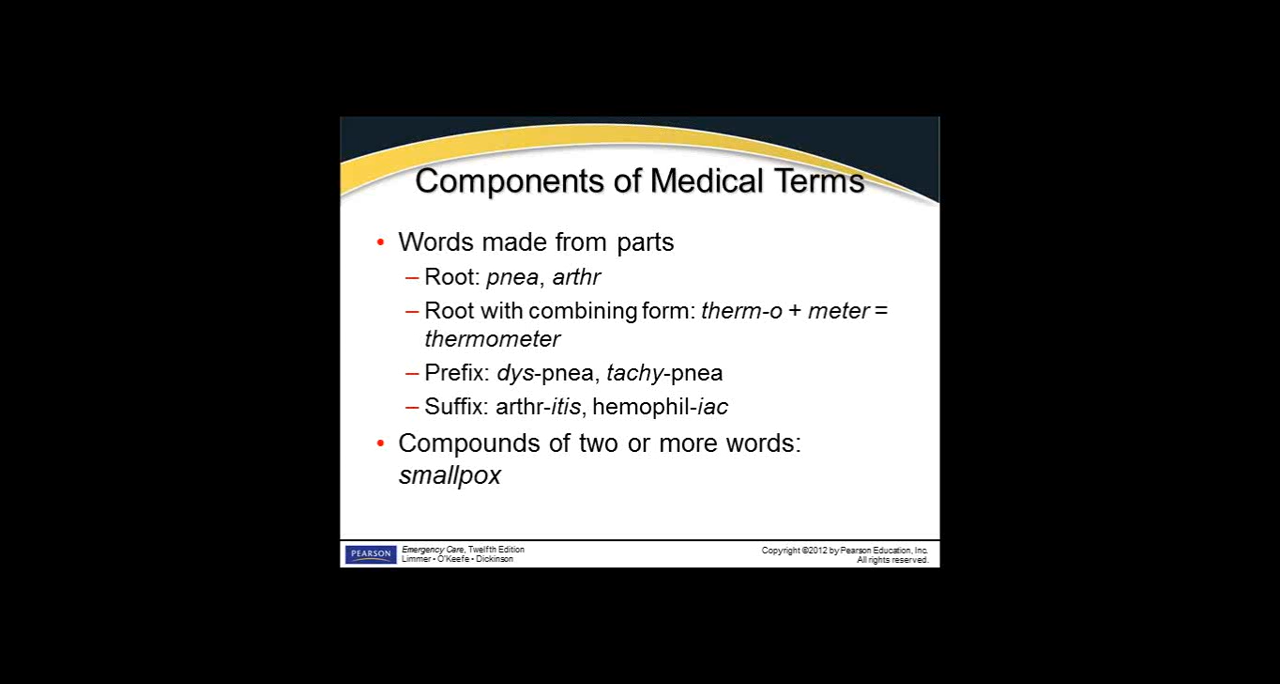 Components of Medical Terms
• Words made from parts
– Root: pnea, arthr
– Root with combining form: therm-o + meter =
thermometer
– Prefix: dys-pnea, tachy-pnea
– Suffix: arthr-itis, hemophil-iac
• Compounds of two or more words:
smallpox
PEARSON
Emergency Care, Twelfth Edition
Limmer • O'Keefe • Dickinson
Copyright ©2012 by Pearson Education, Inc.
All rights reserved.